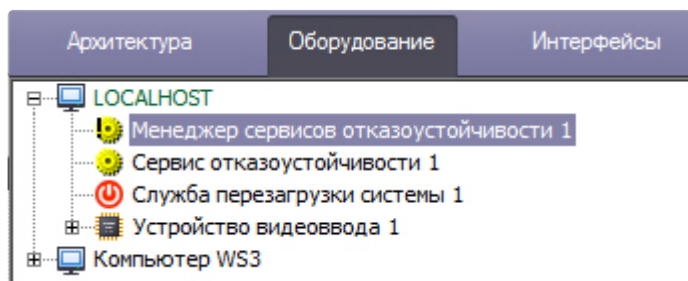 Архитектура Оборудование Интерфейсы
LOCALHOST
Менеджер сервисов отказоустойчивости 1
Сервис отказоустойчивости 1
Служба перезагрузки системы 1
Устройство видеоввода 1
Компьютер WS3